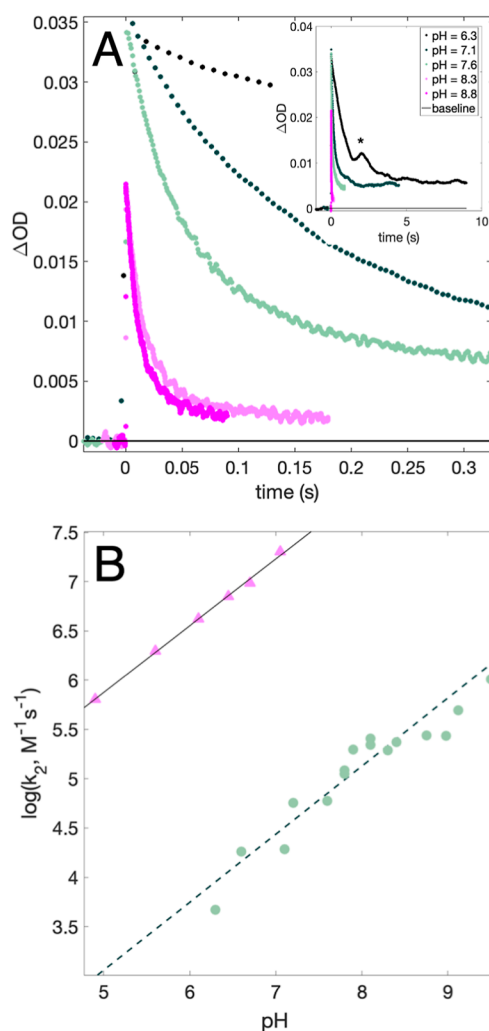 A
ΔOD
0.035
0.03
0.025
0.02
0.015
0.01
0.005
0
0
0.05
0.1
0.15
0.2
0.25
0.3
time (s)
ΔOD
0.04
0.03
0.02
0.01
0
0
5
10
time (s)
*
pH = 6.3
pH = 7.1
pH = 7.6
pH = 8.3
pH = 8.8
baseline
B
log(k₂, M⁻¹s⁻¹)
7.5
7
6.5
6
5.5
5
4.5
4
3.5
5
6
7
8
9
pH